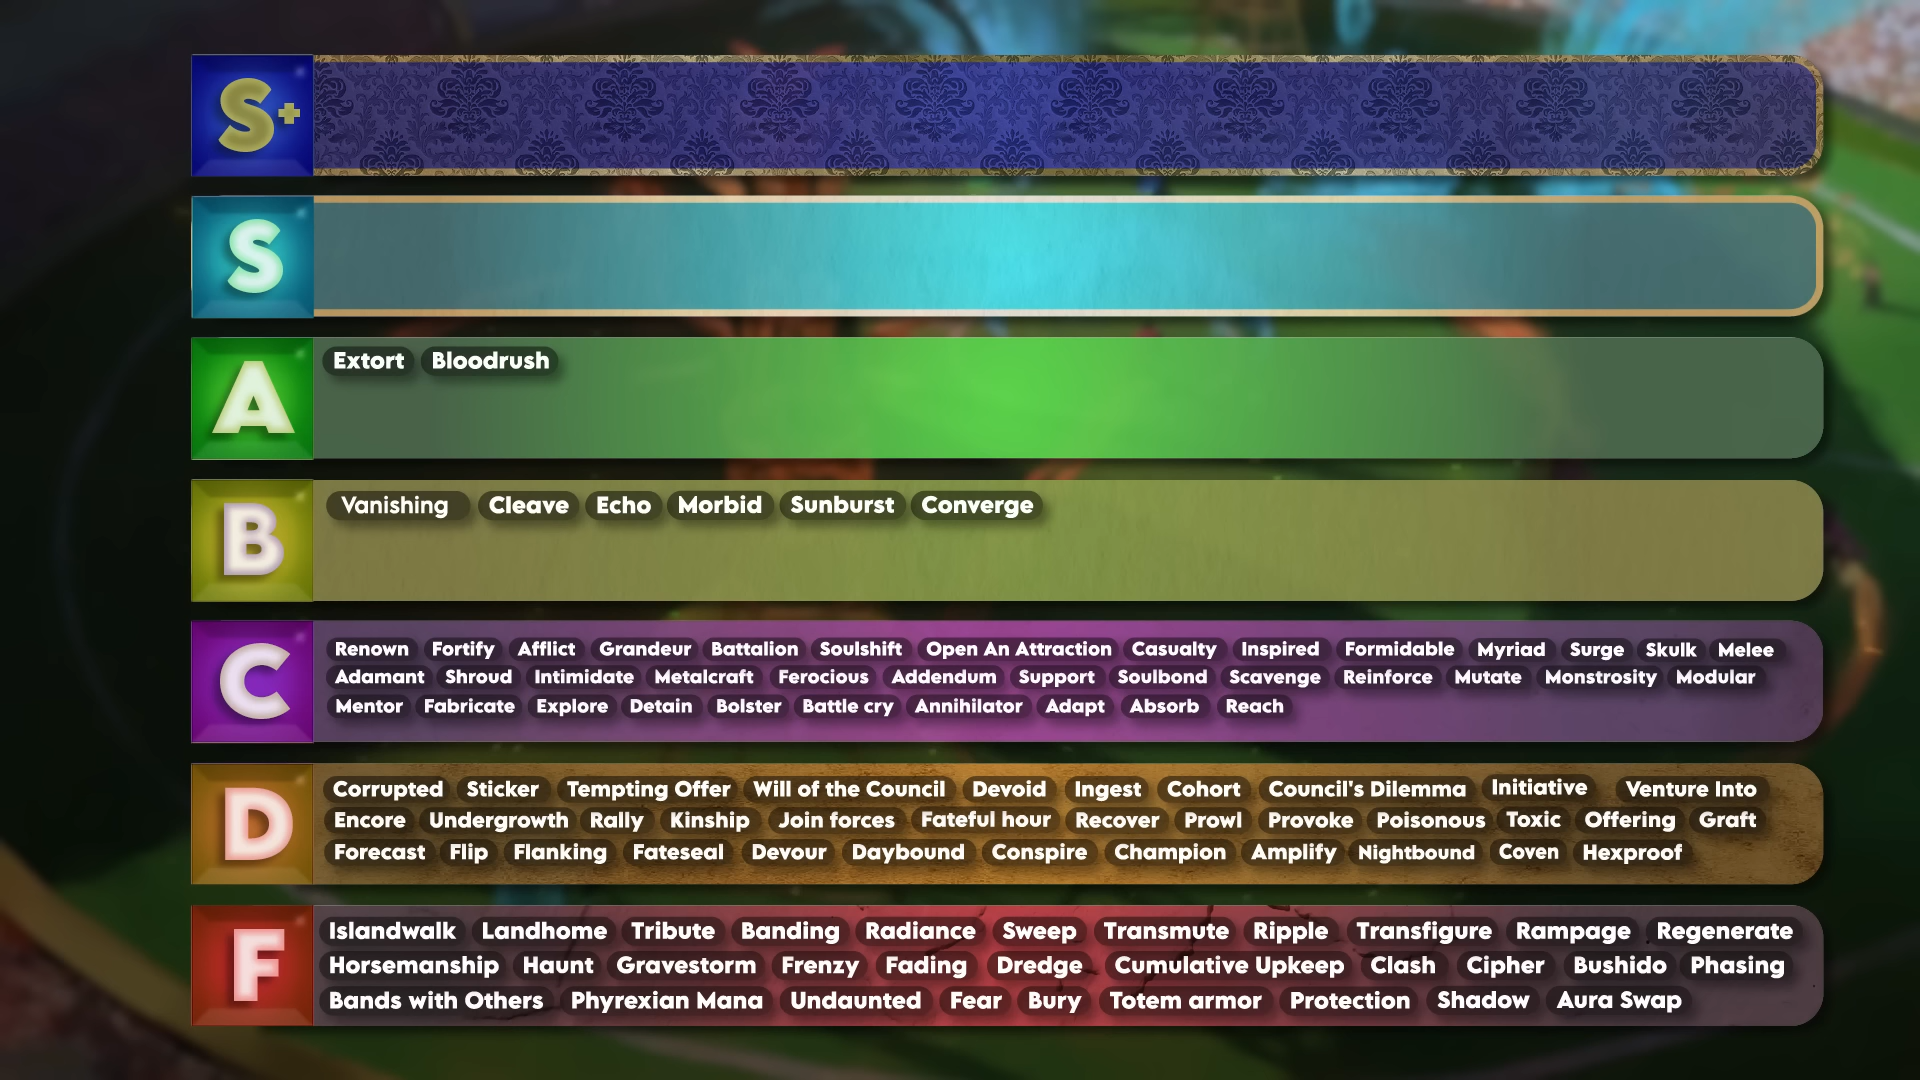 S+
S
A
Extort Bloodrush
B
Vanishing Cleave Echo Morbid Sunburst Converge
C
Renown Fortify Afflict Grandeur Battalion Soulshift Open An Attraction Casualty Inspired Formidable Myriad Surge Skulk Melee
Adamant Shroud Intimidate Metalcraft Ferocious Addendum Support Soulbond Scavenge Reinforce Mutate Monstrosity Modular
Mentor Fabricate Explore Detain Bolster Battle cry Annihilator Adapt Absorb Reach
D
Corrupted Sticker Tempting Offer Will of the Council Devoid Ingest Cohort Council's Dilemma Initiative Venture Into
Encore Undergrowth Rally Kinship Join forces Fateful hour Recover Prowl Provoke Poisonous Toxic Offering Graft
Forecast Flip Flanking Fateseal Devour Daybound Conspire Champion Amplify Nightbound Coven Hexproof
F
Islandwalk Landhome Tribute Banding Radiance Sweep Transmute Ripple Transfigure Rampage Regenerate
Horsemanship Haunt Gravestorm Frenzy Fading Dredge Cumulative Upkeep Clash Cipher Bushido Phasing
Bands with Others Phyrexian Mana Undaunted Fear Bury Totem armor Protection Shadow Aura Swap